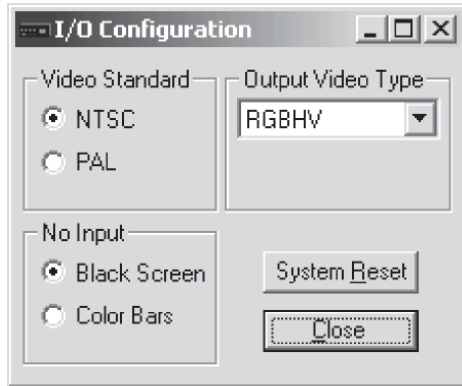 I/O Configuration
Video Standard
NTSC
PAL
Output Video Type
RGBHV
No Input
Black Screen
Color Bars
System Reset
Close